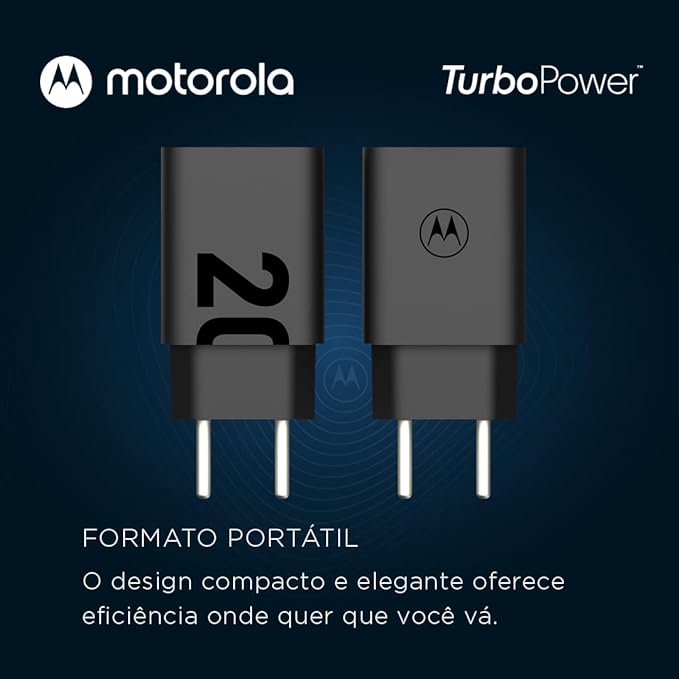 motorola
TurboPower™
20
FORMATO PORTÁTIL
O design compacto e elegante oferece
eficiência onde quer que você vá.